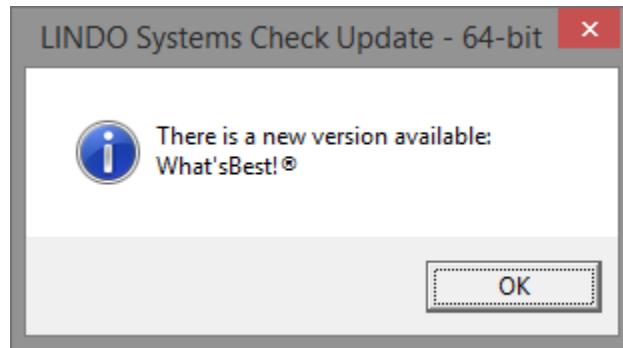 LINDO Systems Check Update - 64-bit
There is a new version available:
What'sBest!®
OK